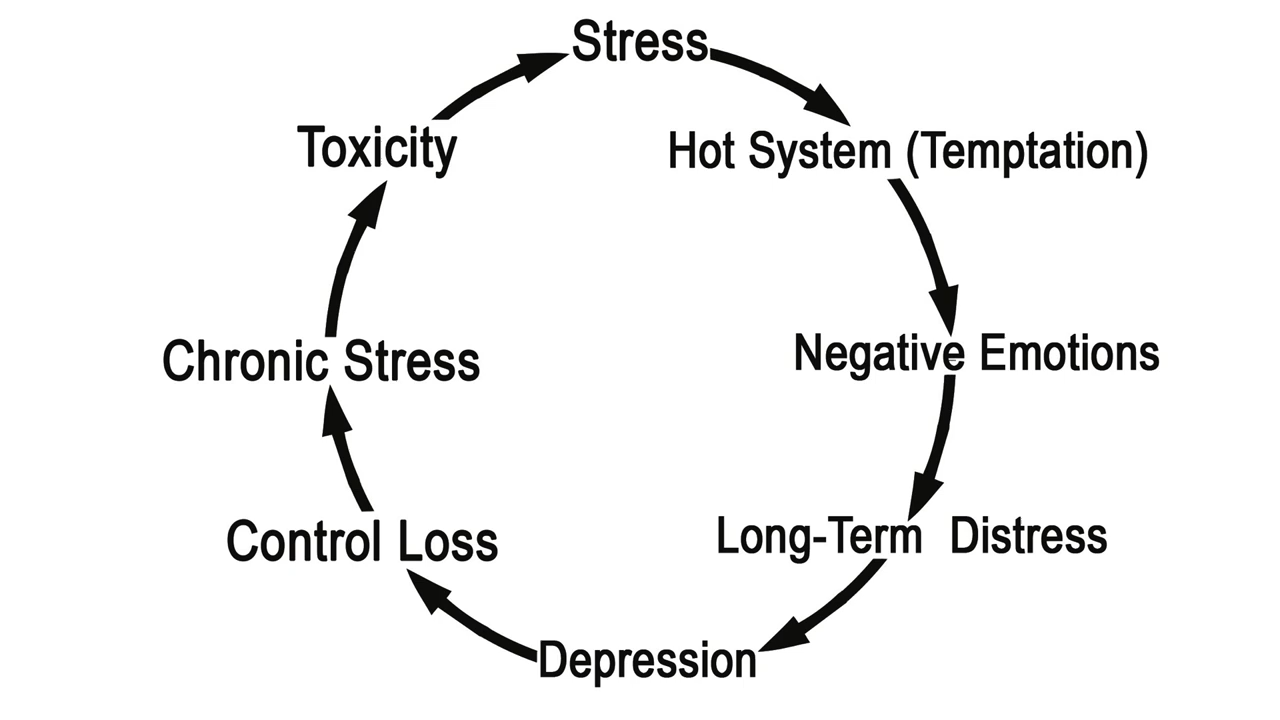 Stress
Hot System (Temptation)
Negative Emotions
Long-Term Distress
Depression
Control Loss
Chronic Stress
Toxicity